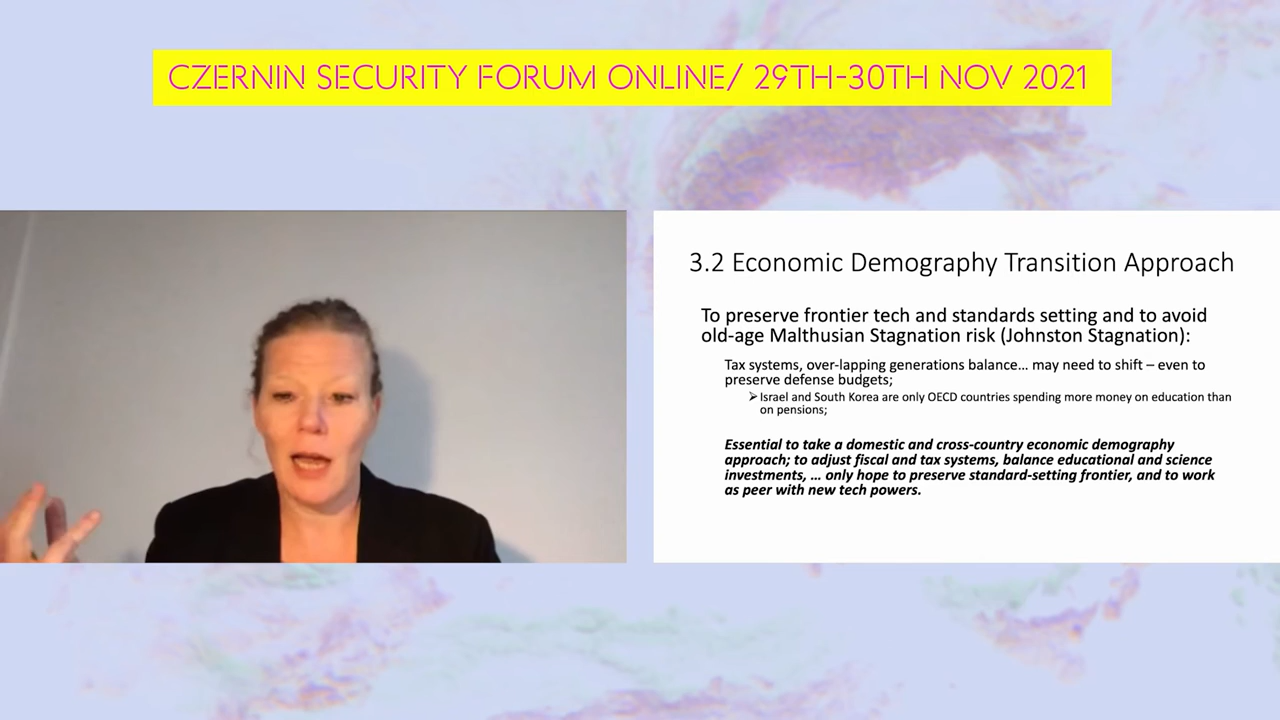 CZERNIN SECURITY FORUM ONLINE/ 29TH-30TH NOV 2021
3.2 Economic Demography Transition Approach
To preserve frontier tech and standards setting and to avoid
old-age Malthusian Stagnation risk (Johnston Stagnation):
Tax systems, over-lapping generations balance… may need to shift – even to
preserve defense budgets;
➢Israel and South Korea are only OECD countries spending more money on education than
on pensions;
Essential to take a domestic and cross-country economic demography
approach; to adjust fiscal and tax systems, balance educational and science
investments, … only hope to preserve standard-setting frontier, and to work
as peer with new tech powers.